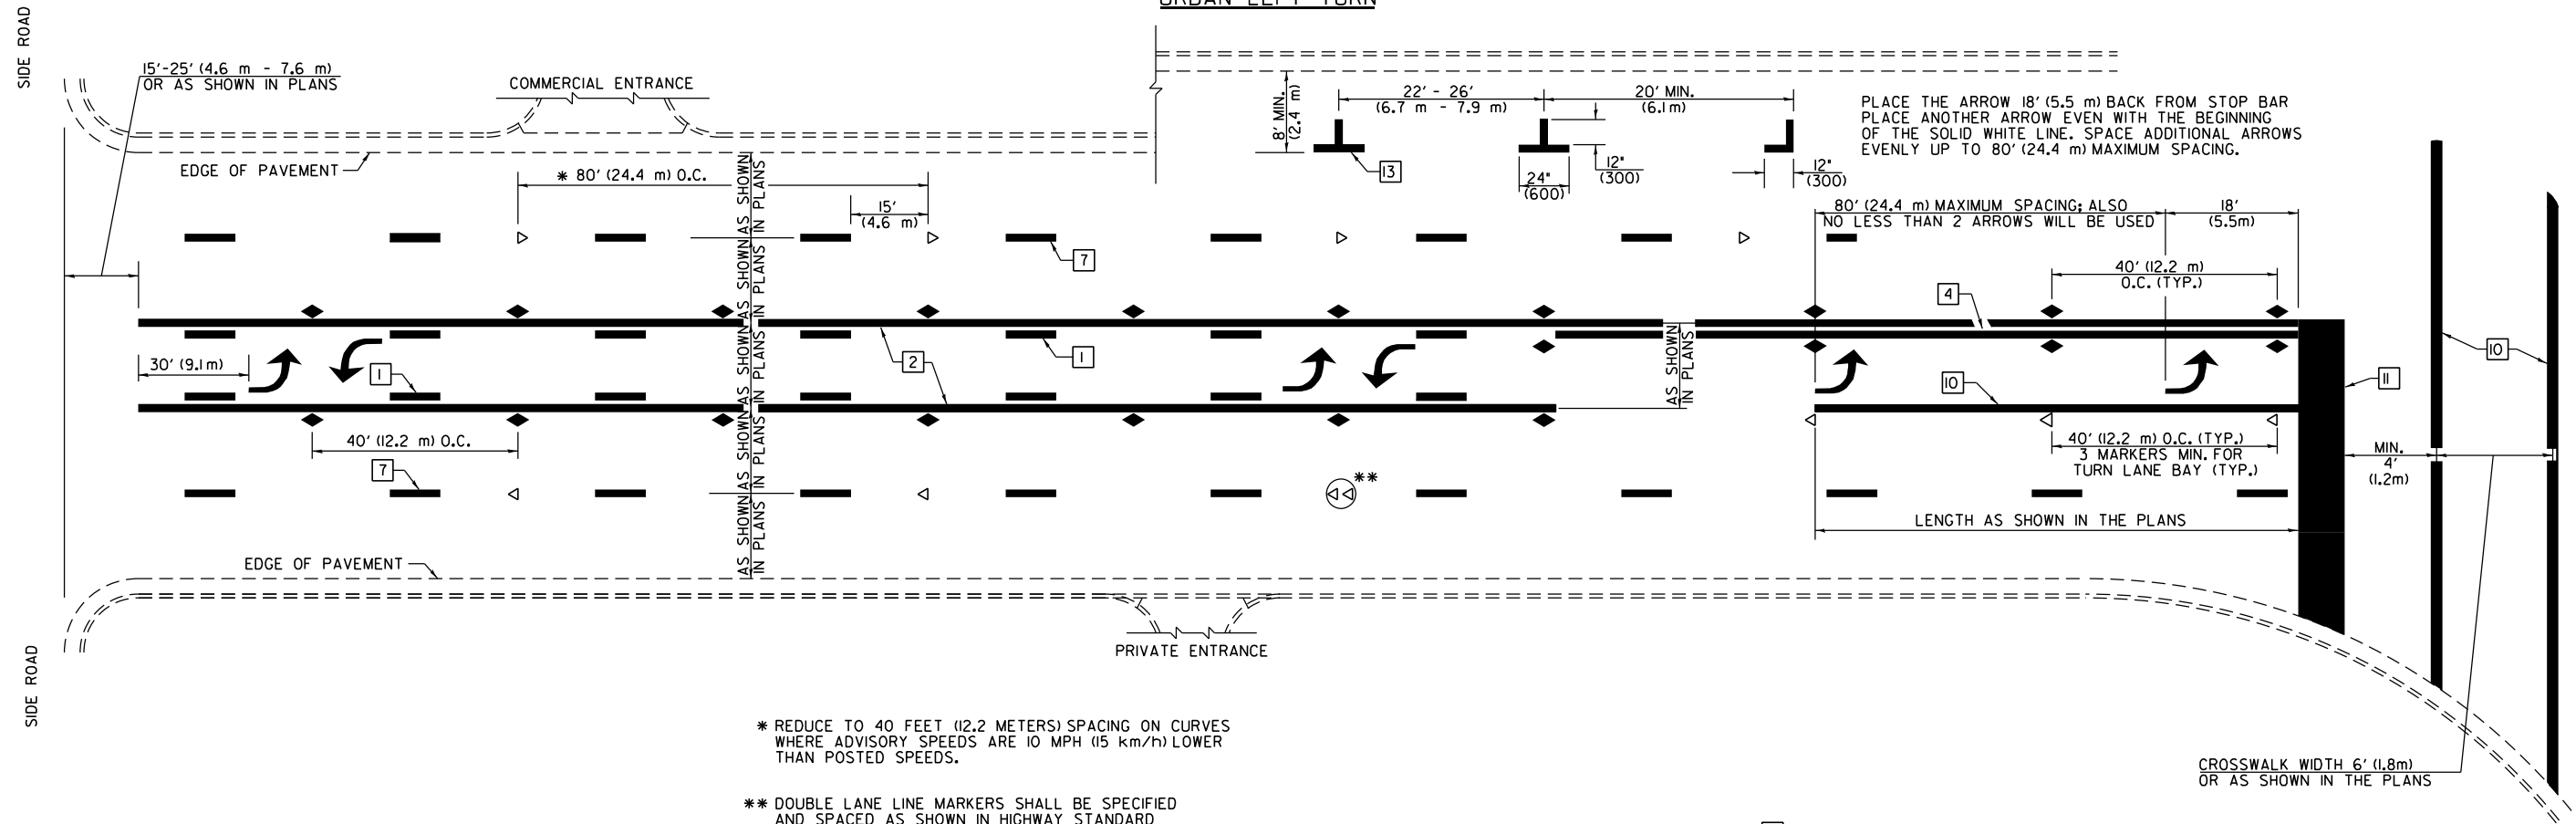 URBAN LEFT TURN
SIDE ROAD
15'-25' (4.6 m - 7.6 m)
OR AS SHOWN IN PLANS
COMMERCIAL ENTRANCE
EDGE OF PAVEMENT
* 80' (24.4 m) O.C.
15'
(4.6 m)
AS SHOWN
IN PLANS
AS SHOWN
IN PLANS
AS SHOWN
IN PLANS
AS SHOWN
IN PLANS
AS SHOWN
IN PLANS
8' MIN.
(2.4 m)
22' - 26'
(6.7 m - 7.9 m)
20' MIN.
(6.1m)
13
24"
(600)
12"
(300)
12"
(300)
PLACE THE ARROW 18' (5.5 m) BACK FROM STOP BAR
PLACE ANOTHER ARROW EVEN WITH THE BEGINNING
OF THE SOLID WHITE LINE. SPACE ADDITIONAL ARROWS
EVENLY UP TO 80' (24.4 m) MAXIMUM SPACING.
80' (24.4 m) MAXIMUM SPACING; ALSO
NO LESS THAN 2 ARROWS WILL BE USED
18'
(5.5m)
7
40' (12.2 m)
O.C. (TYP.)
4
30' (9.1m)
1
2
1
AS SHOWN
IN PLANS
10
11
10
40' (12.2 m) O.C.
7
**
40' (12.2 m) O.C. (TYP.)
3 MARKERS MIN. FOR
TURN LANE BAY (TYP.)
MIN.
4'
(1.2m)
LENGTH AS SHOWN IN THE PLANS
EDGE OF PAVEMENT
PRIVATE ENTRANCE
SIDE ROAD
* REDUCE TO 40 FEET (12.2 METERS) SPACING ON CURVES
WHERE ADVISORY SPEEDS ARE 10 MPH (15 km/h) LOWER
THAN POSTED SPEEDS.
CROSSWALK WIDTH 6' (1.8m)
OR AS SHOWN IN THE PLANS
** DOUBLE LANE LINE MARKERS SHALL BE SPECIFIED
AND SPACED AS SHOWN IN HIGHWAY STANDARD